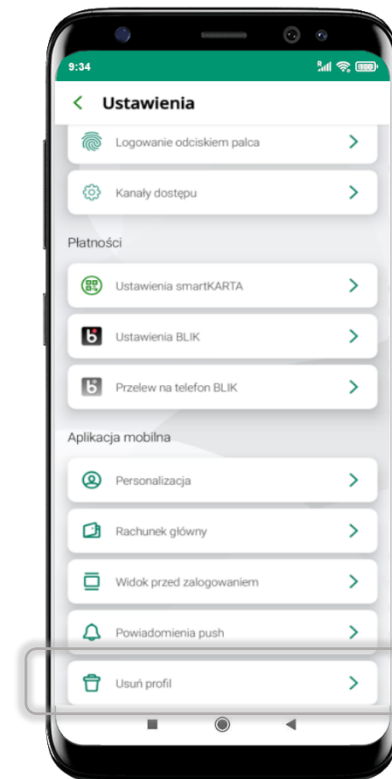 9:34
Ustawienia
Logowanie odciskiem palca
Kanały dostępu
Płatności
Ustawienia smartKARTA
Ustawienia BLIK
Przelew na telefon BLIK
Aplikacja mobilna
Personalizacja
Rachunek główny
Widok przed zalogowaniem
Powiadomienia push
Usuń profil